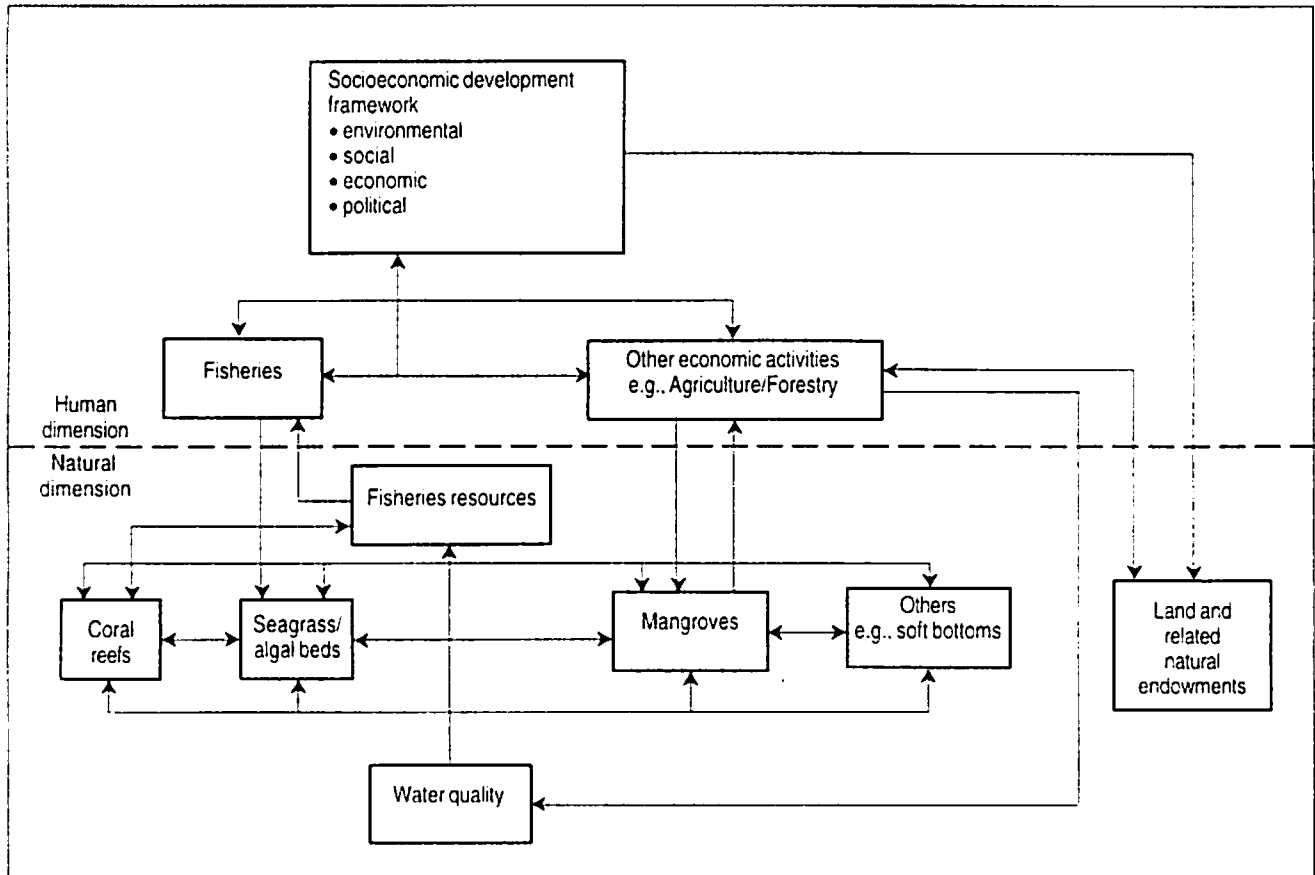 Socioeconomic development
framework
• environmental
• social
• economic
• political
Fisheries
Other economic activities
e.g., Agriculture/Forestry
Human
dimension
Natural
dimension
Fisheries resources
Coral
reefs
Seagrass/
algal beds
Mangroves
Others
e.g.. soft bottoms
Land and
related
natural
endowments
Water quality